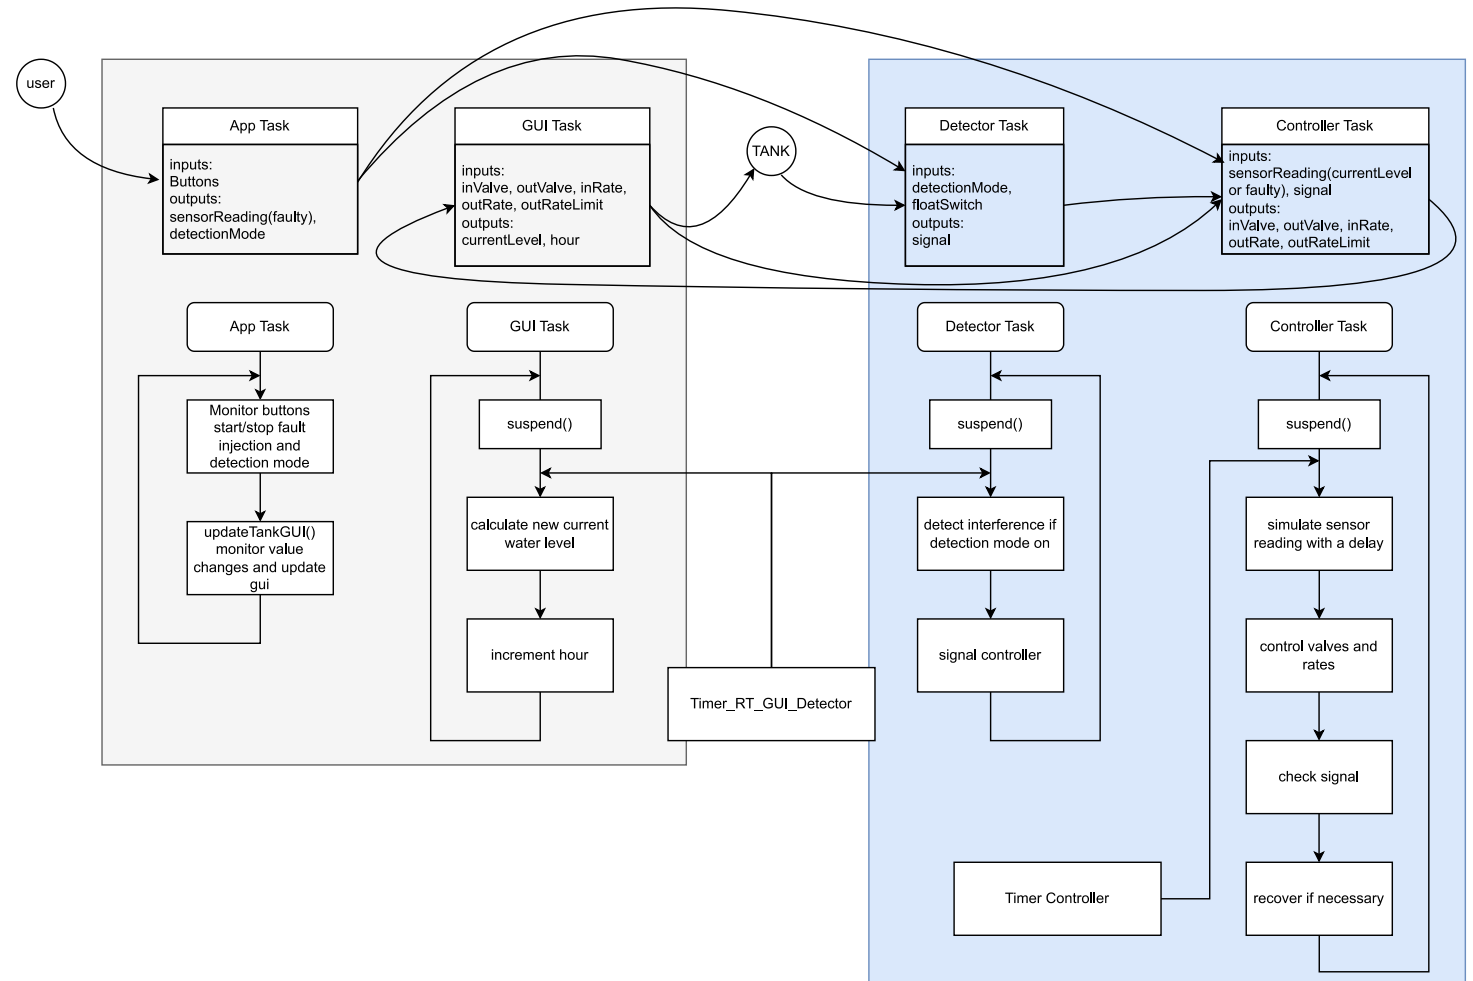 user
App Task
inputs:
Buttons
outputs:
sensorReading(faulty),
detectionMode
GUI Task
inputs:
inValve, outValve, inRate,
outRate, outRateLimit
outputs:
currentLevel, hour
TANK
Detector Task
inputs:
detectionMode,
floatSwitch
outputs:
signal
Controller Task
inputs:
sensorReading(currentLevel
or faulty), signal
outputs:
inValve, outValve, inRate,
outRate, outRateLimit
App Task
Monitor buttons
start/stop fault
injection and
detection mode
updateTankGUI()
monitor value
changes and update
gui
GUI Task
suspend()
calculate new current
water level
increment hour
Timer_RT_GUI_Detector
Detector Task
suspend()
detect interference if
detection mode on
signal controller
Controller Task
suspend()
simulate sensor
reading with a delay
control valves and
rates
check signal
recover if necessary
Timer Controller